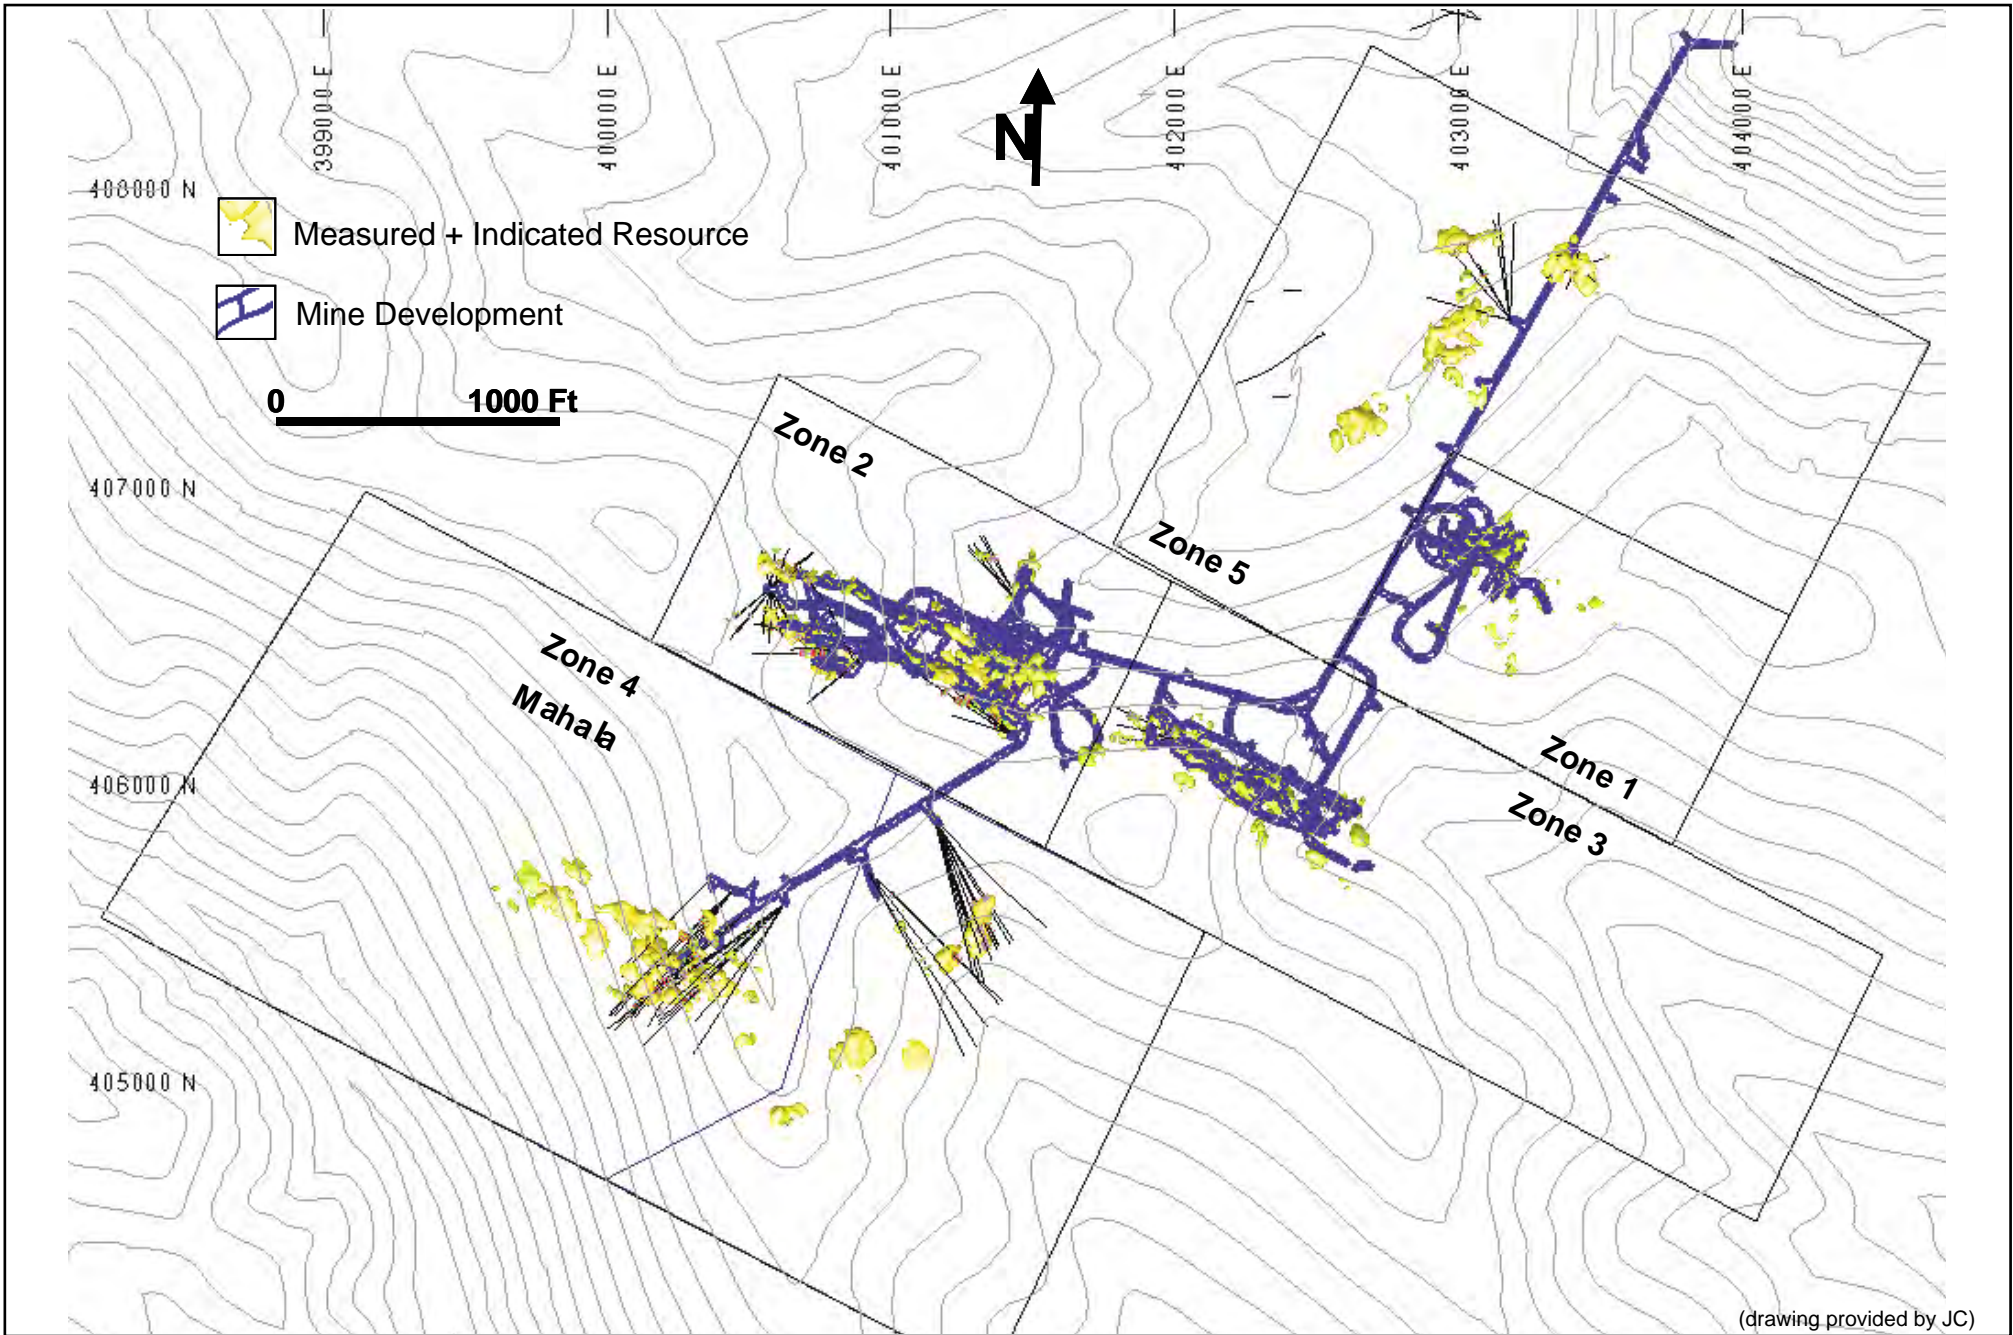 399000 E
400000 E
401000 E
402000 E
403000 E
404000 E
N
408000 N
Measured + Indicated Resource
Mine Development
0 1000 Ft
Zone 2
407000 N
Zone 5
Zone 4
Mahala
Zone 1
406000 N
Zone 3
405000 N
(drawing provided by JC)